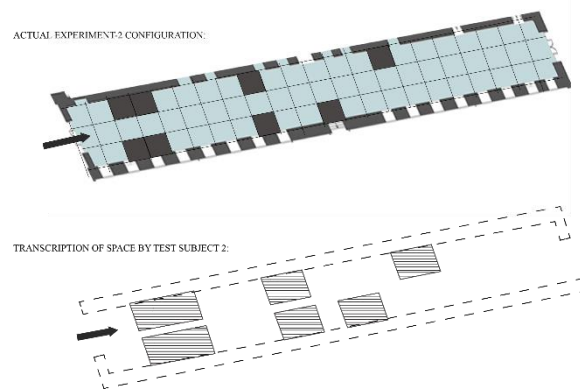 ACTUAL EXPERIMENT-2 CONFIGURATION:
TRANSCRIPTION OF SPACE BY TEST SUBJECT 2: